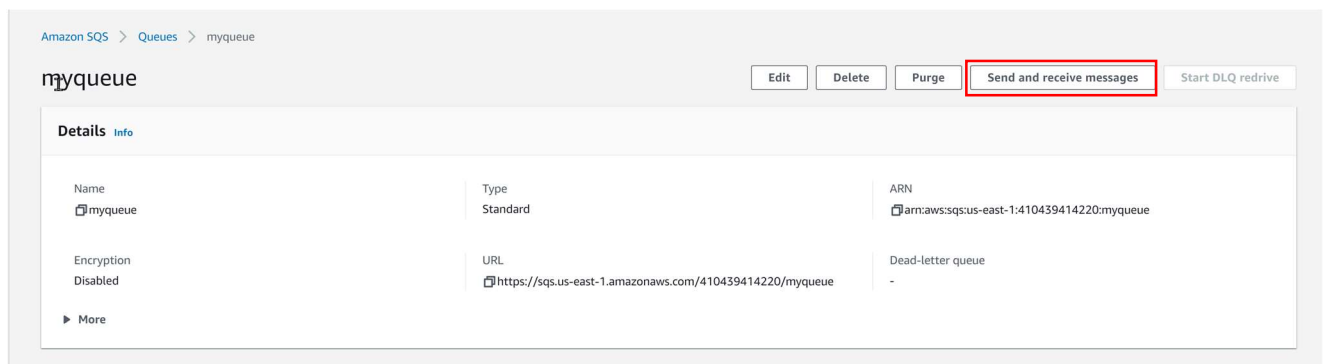 Amazon SQS > Queues > myqueue
myqueue
Edit Delete Purge Send and receive messages Start DLQ redrive
Details Info
Name Type ARN
myqueue Standard arn:aws:sqs:us-east-1:410439414220:myqueue
Encryption URL Dead-letter queue
Disabled https://sqs.us-east-1.amazonaws.com/410439414220/myqueue -
More